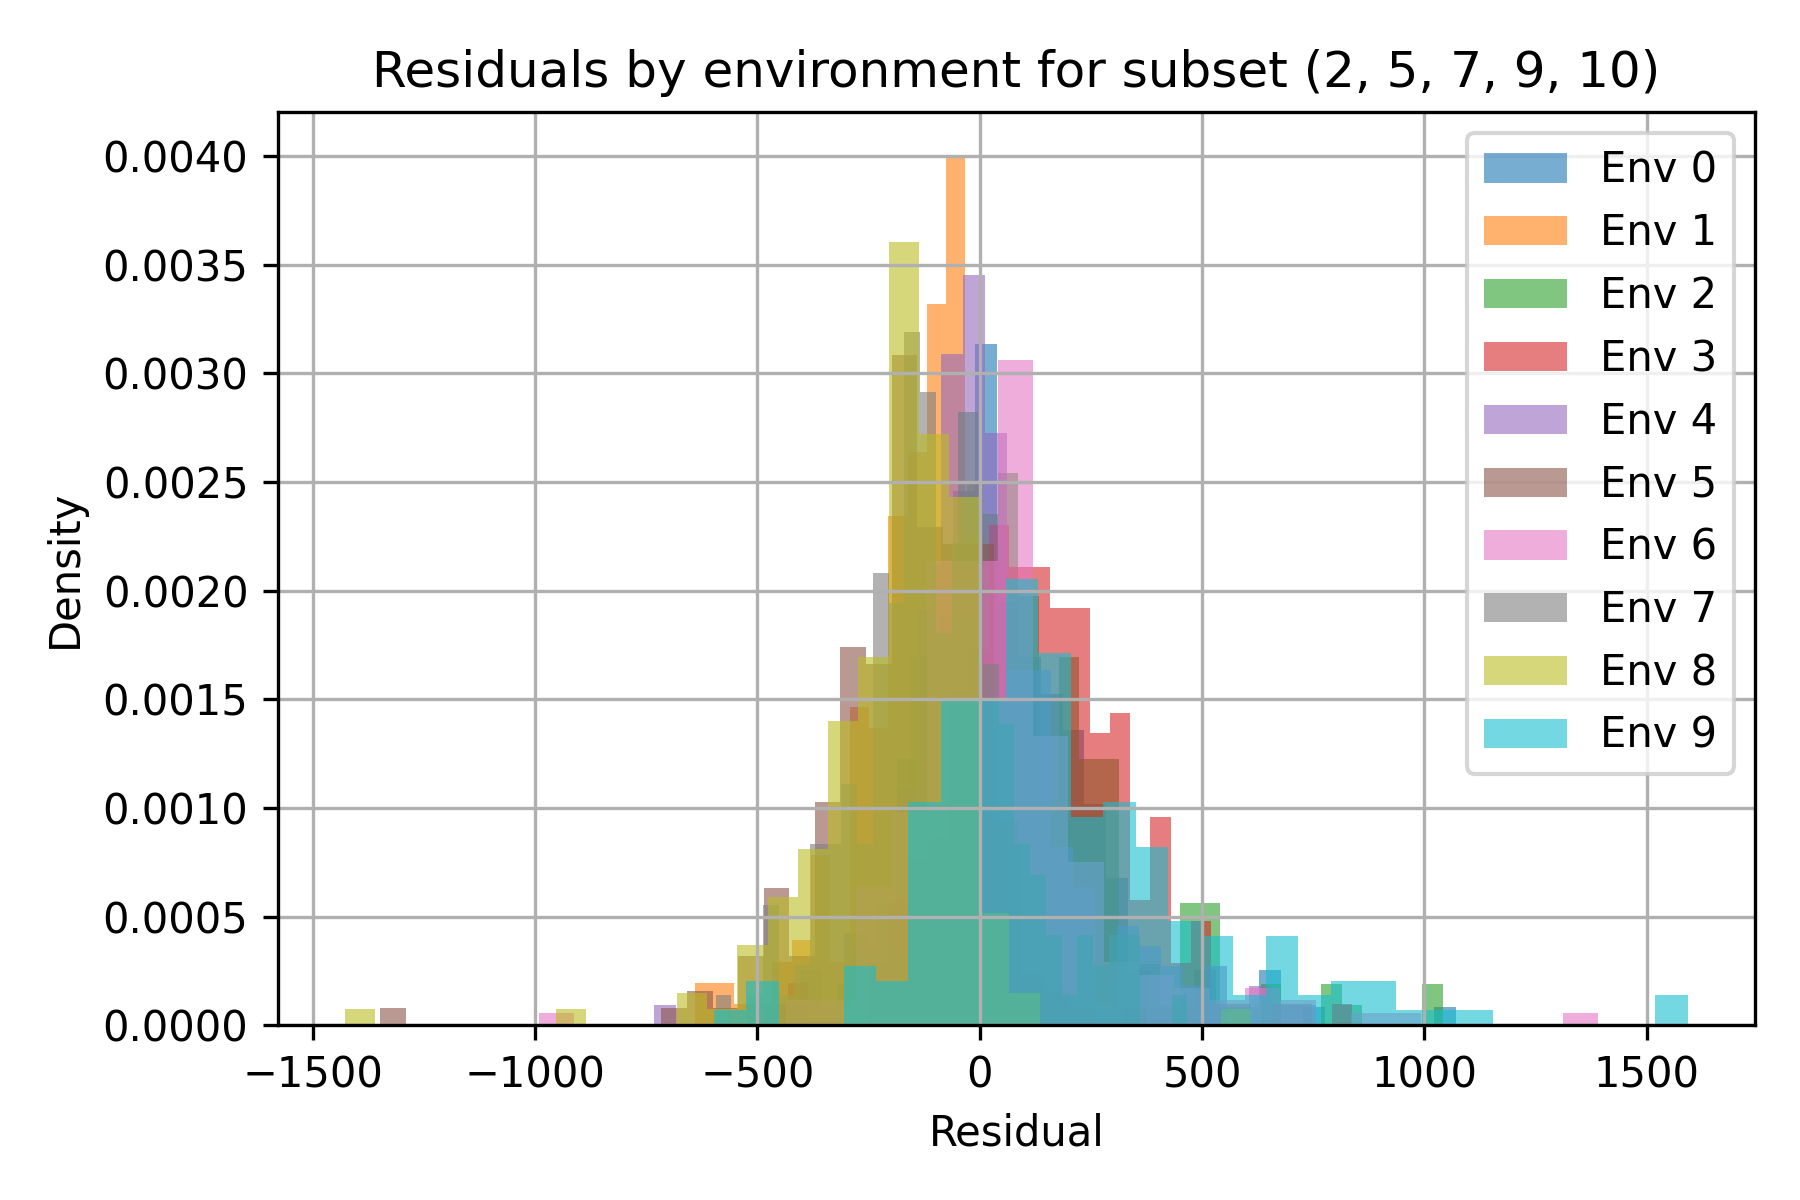 Residuals by environment for subset (2, 5, 7, 9, 10)
0.0040
0.0035
0.0030
0.0025
0.0020
0.0015
0.0010
0.0005
0.0000
Density
−1500 −1000 −500 0 500 1000 1500
Residual
Env 0
Env 1
Env 2
Env 3
Env 4
Env 5
Env 6
Env 7
Env 8
Env 9